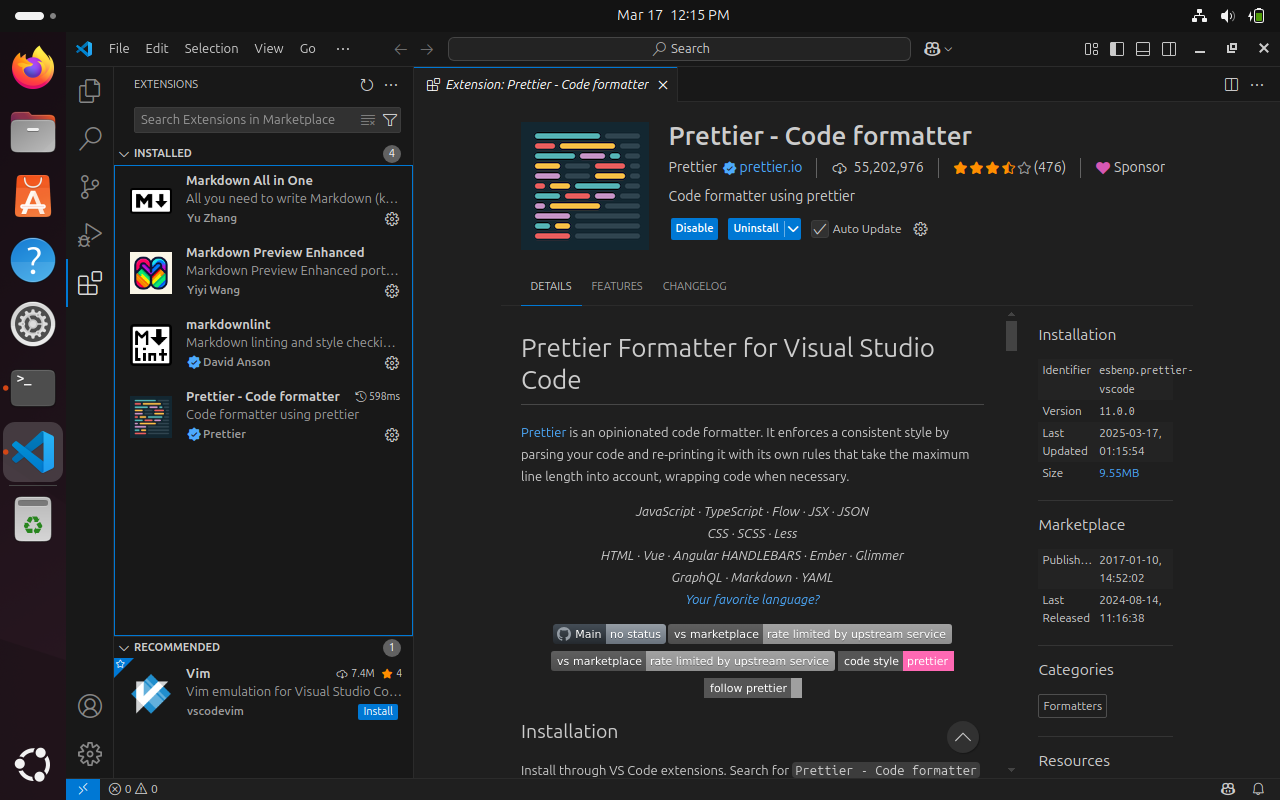 Mar 17 12:15 PM
File Edit Selection View Go ···
Search
EXTENSIONS
Search Extensions in Marketplace
INSTALLED 4
Markdown All in One
All you need to write Markdown (k...
Yu Zhang
Markdown Preview Enhanced
Markdown Preview Enhanced port...
Yiyi Wang
markdownlint
Markdown linting and style checki...
David Anson
Prettier - Code formatter 598ms
Code formatter using prettier
Prettier
RECOMMENDED 1
Vim 7.4M 4
Vim emulation for Visual Studio Co...
vscodevim Install
Extension: Prettier - Code formatter
Prettier - Code formatter
Prettier prettier.io 55,202,976 (476) Sponsor
Code formatter using prettier
Disable Uninstall Auto Update
DETAILS FEATURES CHANGELOG
Prettier Formatter for Visual Studio
Code
Prettier is an opinionated code formatter. It enforces a consistent style by
parsing your code and re-printing it with its own rules that take the maximum
line length into account, wrapping code when necessary.
JavaScript · TypeScript · Flow · JSX · JSON
CSS · SCSS · Less
HTML · Vue · Angular HANDLEBARS · Ember · Glimmer
GraphQL · Markdown · YAML
Your favorite language?
Main no status vs marketplace rate limited by upstream service
vs marketplace rate limited by upstream service code style prettier
follow prettier
Installation
Install through VS Code extensions. Search for Prettier - Code formatter
Installation
Identifier esbenp.prettier-
vscode
Version 11.0.0
Last 2025-03-17,
Updated 01:15:54
Size 9.55MB
Marketplace
Publish... 2017-01-10,
14:52:02
Last 2024-08-14,
Released 11:16:38
Categories
Formatters
Resources
0 0